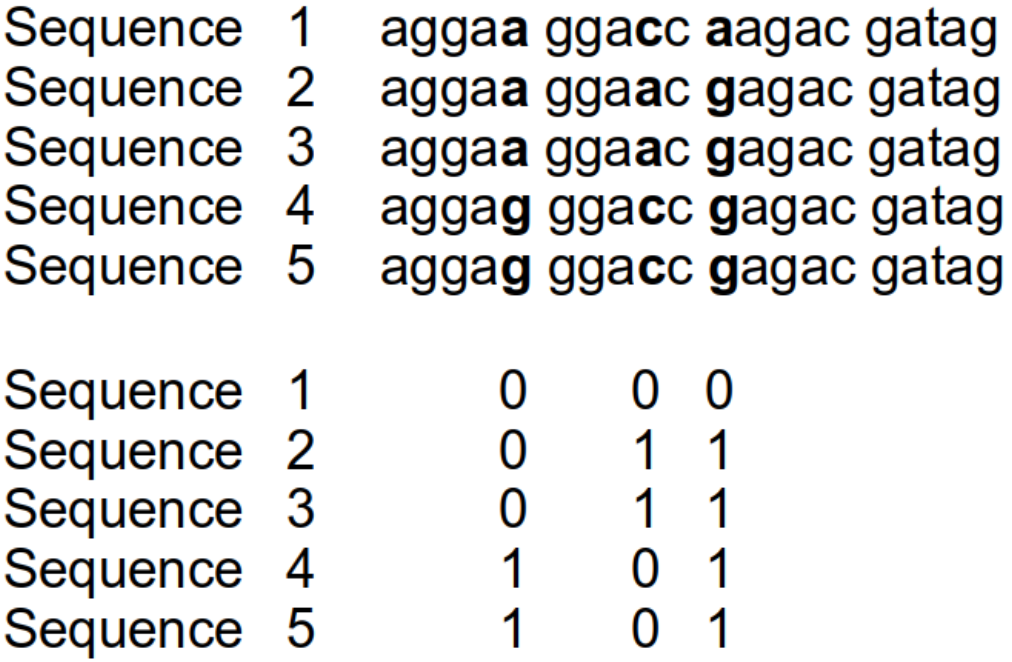 Sequence 1 aggaa ggacc aagac gatag
Sequence 2 aggaa ggaac gagac gatag
Sequence 3 aggaa ggaac gagac gatag
Sequence 4 aggag ggacc gagac gatag
Sequence 5 aggag ggacc gagac gatag
Sequence 1 0 0 0
Sequence 2 0 1 1
Sequence 3 0 1 1
Sequence 4 1 0 1
Sequence 5 1 0 1